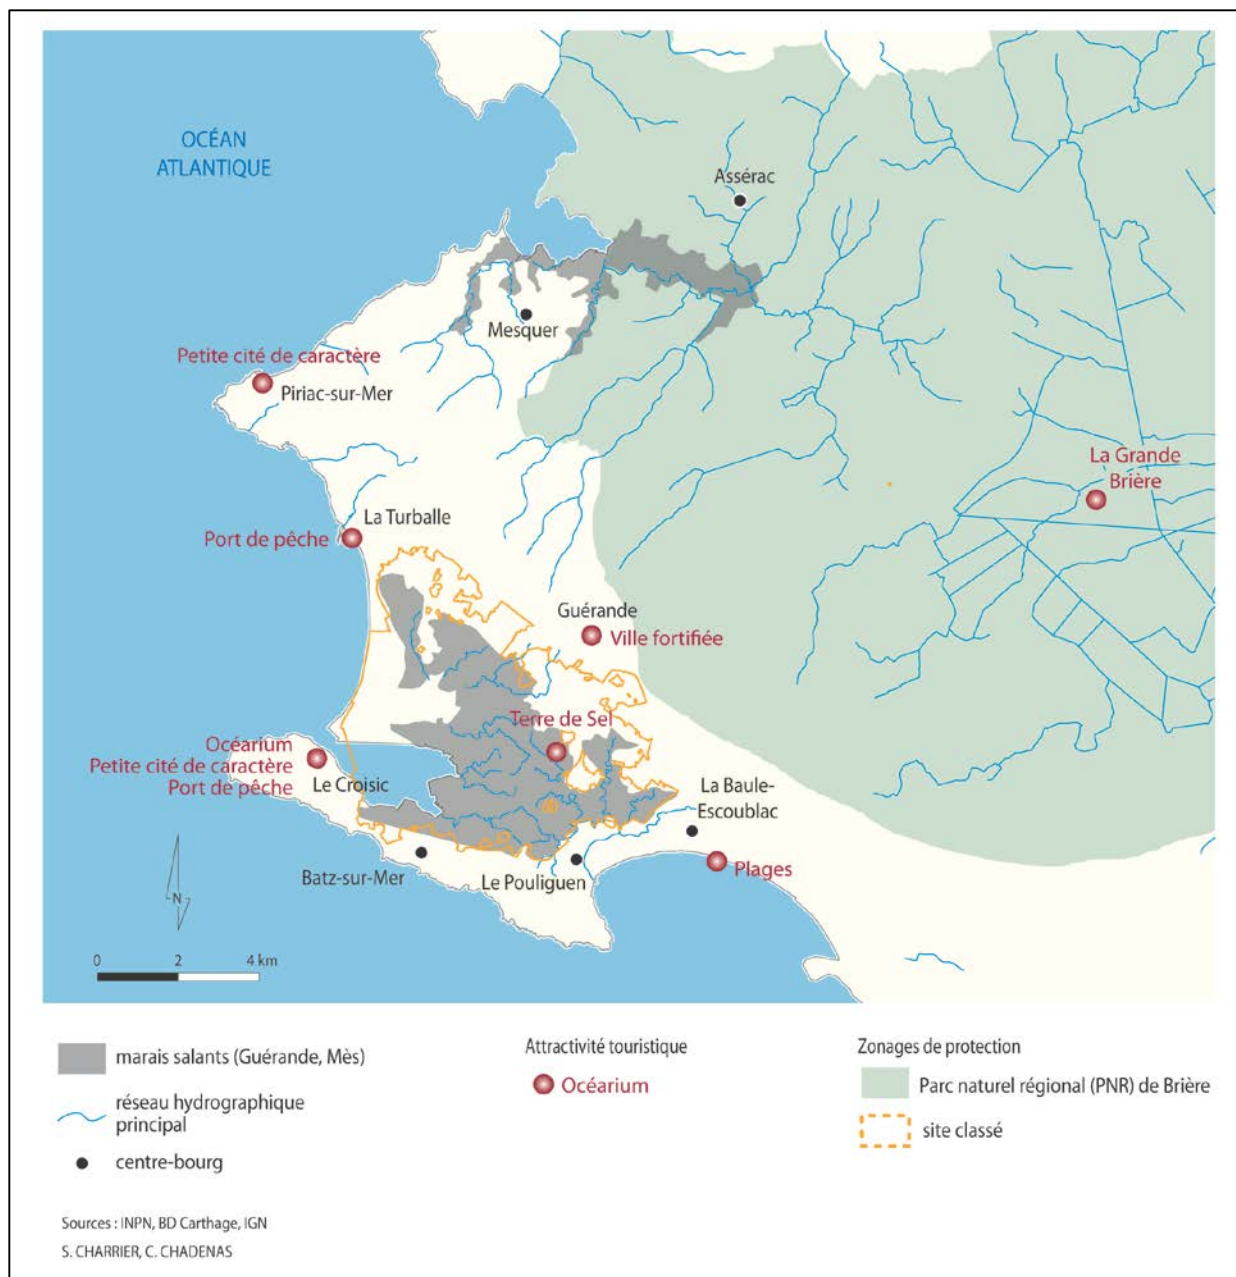 OCÉAN
ATLANTIQUE
Assérac
Mesquer
Petite cité de caractère
Piriac-sur-Mer
La Grande
Brière
La Turballe
Port de pêche
Guérande
Ville fortifiée
Terre de Sel
Océarium
Petite cité de caractère
Port de pêche
Le Croisic
La Baule-
Escoublac
Plages
Batz-sur-Mer
Le Pouliguen
N
0 2 4 km
marais salants (Guérande, Mès)
réseau hydrographique
principal
centre-bourg
Attractivité touristique
Océarium
Zonages de protection
Parc naturel régional (PNR) de Brière
site classé
Sources : INPN, BD Carthage, IGN
S. CHARRIER, C. CHADENAS